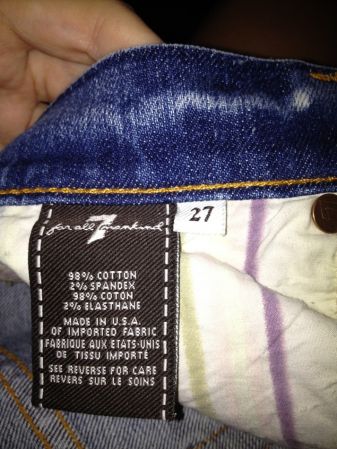 for all 7 mankind
27
98% COTTON
2% SPANDEX
98% COTON
2% ELASTHANE
MADE IN U.S.A.
OF IMPORTED FABRIC
FABRIQUE AUX ETATS-UNIS
DE TISSU IMPORTÉ
SEE REVERSE FOR CARE
REVERS SUR LE SOINS